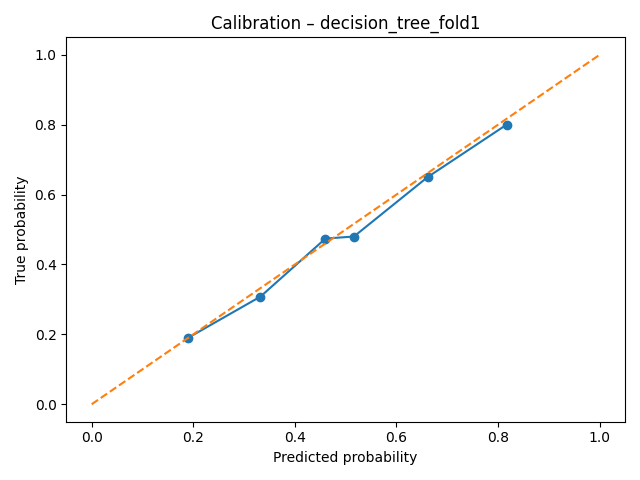 Calibration – decision_tree_fold1
1.0
0.8
0.6
0.4
0.2
0.0
True probability
0.0 0.2 0.4 0.6 0.8 1.0
Predicted probability